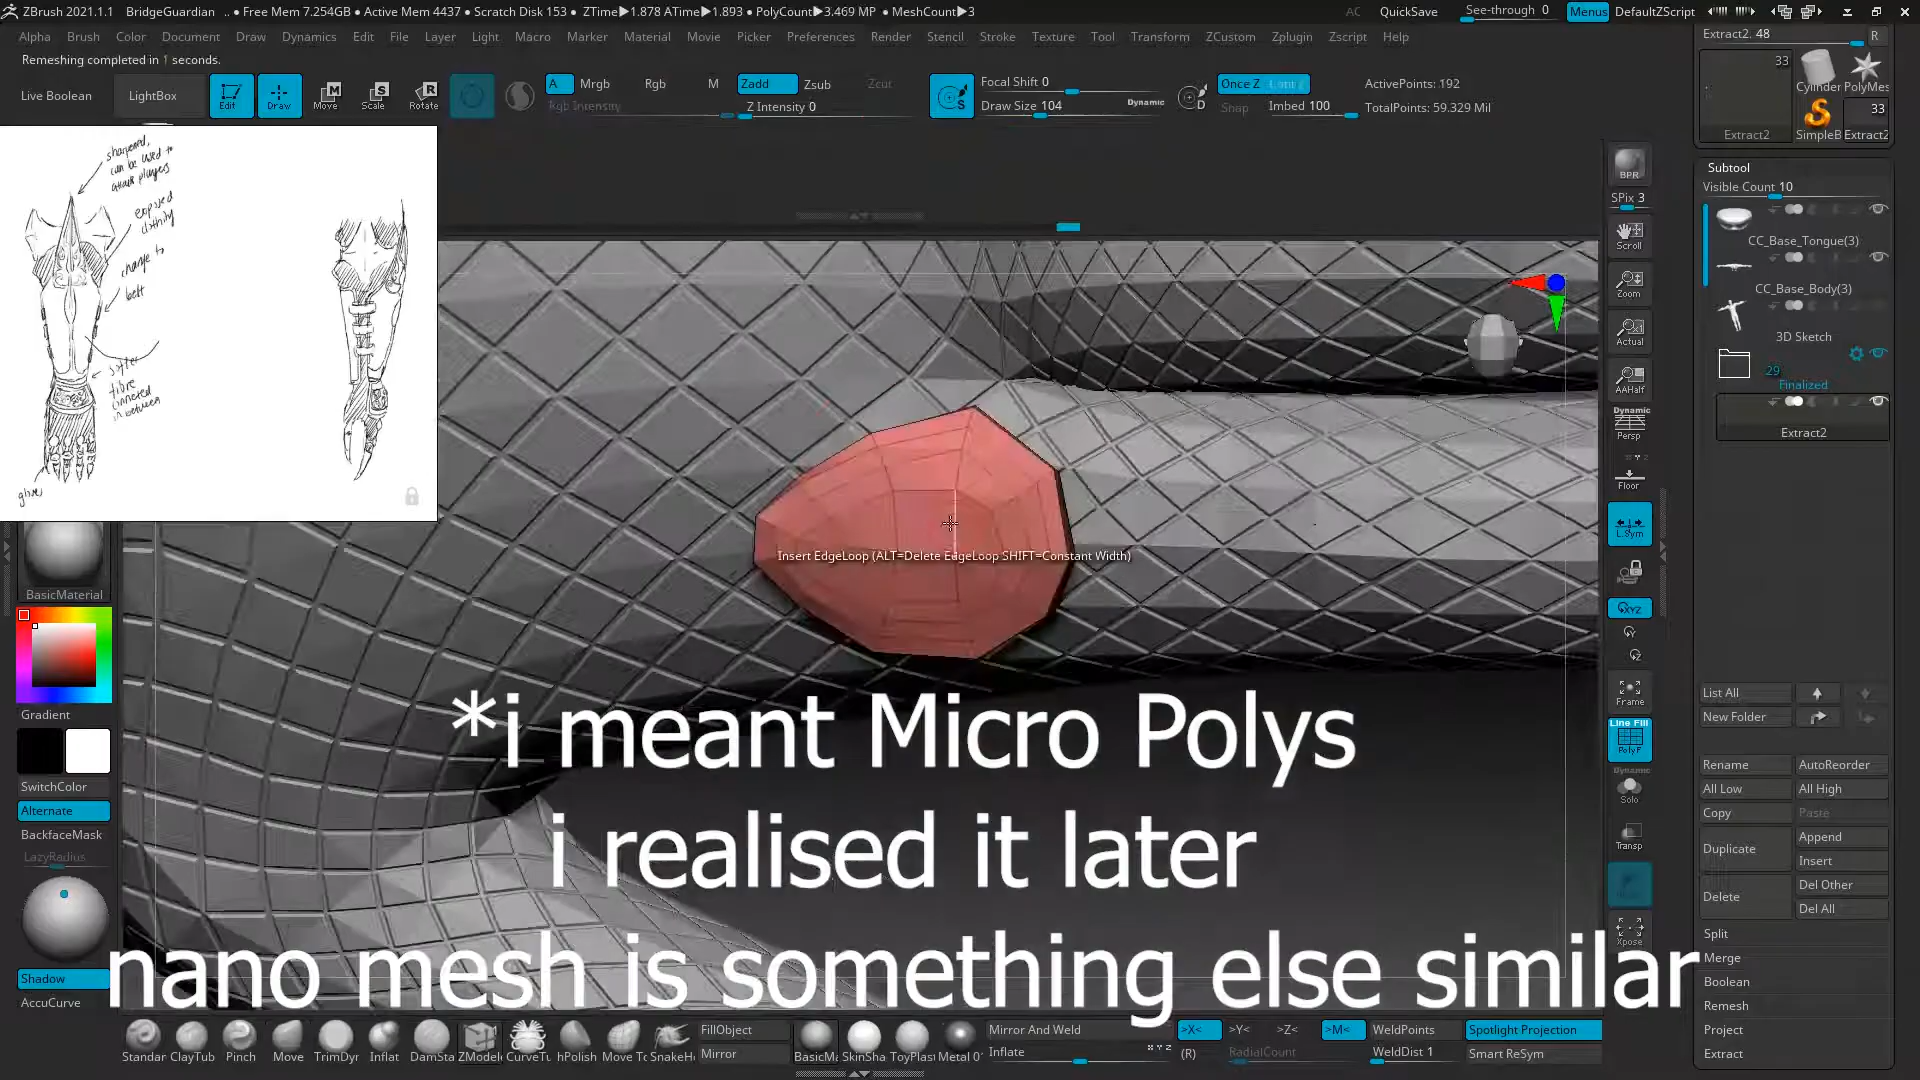 ZBrush 2021.1.1 BridgeGuardian .. ● Free Mem 7.254GB ● Active Mem 4437 ● Scratch Disk 153 ● ZTime▶1.878 ATime▶1.893 ● PolyCount▶3.469 MP ● MeshCount▶3 AC QuickSave See-through 0 Menus DefaultZScript
Alpha Brush Color Document Draw Dynamics Edit File Layer Light Macro Marker Material Movie Picker Preferences Render Stencil Stroke Texture Tool Transform ZCustom Zplugin Zscript Help
Remeshing completed in 1 seconds.
Live Boolean
LightBox
Edit
Draw
Move
Scale
Rotate
A Mrgb Rgb M
Rgb Intensity
Zadd Zsub Zcut
Z Intensity 0
Focal Shift 0
Draw Size 104 Dynamic
Once Z
Snap Imbed 100
ActivePoints: 192
TotalPoints: 59.329 Mil
Extract2. 48
R
33
Extract2
Cylinder PolyMes
33
SimpleB Extract2
Subtool
Visible Count 10
CC_Base_Tongue(3)
CC_Base_Body(3)
3D Sketch
29
Finalized
Extract2
List All
New Folder
Rename AutoReorder
All Low All High
Copy Paste
Duplicate Append
Insert
Delete Del Other
Del All
Split
Merge
Boolean
Remesh
Project
Extract
BPR
SPix 3
Scroll
Zoom
Actual
AAHalf
Dynamic
Persp
Floor
L.Sym
XYZ
Frame
Line Fill
PolyF
Dynamic
Solo
Transp
Xpose
sharpened,
can be used to
attack players
exposed
clothing
change to
belt
softer
fibre
connected
in between
glove
BasicMaterial
Gradient
SwitchColor
Alternate
BackfaceMask
LazyRadius
Shadow
AccuCurve
Insert EdgeLoop (ALT=Delete EdgeLoop SHIFT=Constant Width)
*i meant Micro Polys
i realised it later
nano mesh is something else similar
Standar ClayTub Pinch Move TrimDyr Inflat DamSta ZModele CurveTu hPolish Move To SnakeH
FillObject
Mirror
BasicMa SkinSha ToyPlas Metal 0
Mirror And Weld
Inflate
>X< >Y< >Z< >M<
(R) RadialCount
WeldPoints
WeldDist 1
Spotlight Projection
Smart ReSym